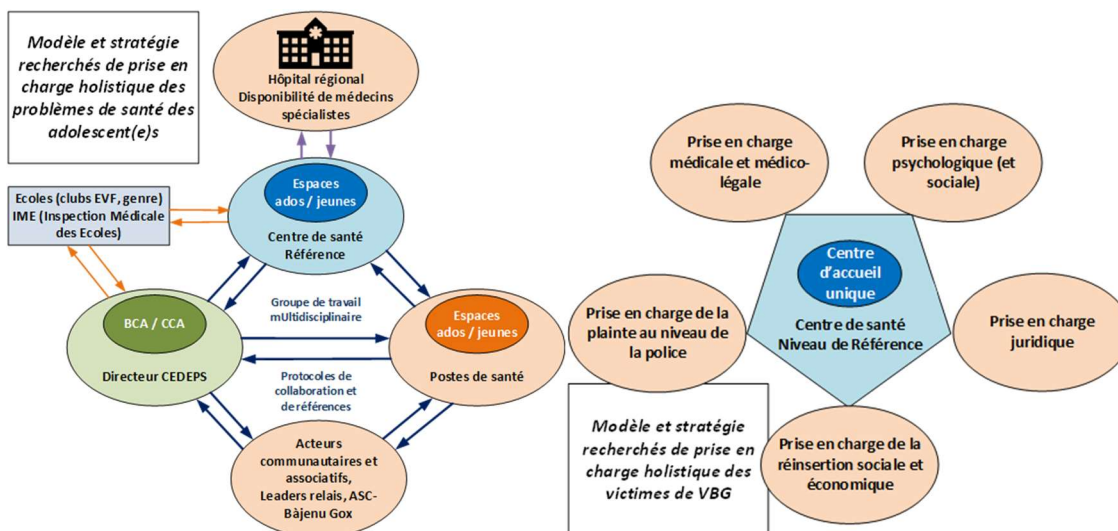 Modèle et stratégie
recherchés de prise en
charge holistique des
problèmes de santé des
adolescent(e)s
Hôpital régional
Disponibilité de médecins
spécialistes
Espaces
ados / jeunes
Centre de santé
Référence
Ecoles (clubs EVF, genre)
IME (Inspection Médicale
des Ecoles)
Groupe de travail
mUltidisciplinaire
BCA / CCA
Directeur CEDEPS
Espaces
ados / jeunes
Postes de santé
Protocoles de
collaboration et
de références
Acteurs
communautaires et
associatifs,
Leaders relais, ASC-
Bàjenu Gox
Prise en charge
médicale et médico-
légale
Prise en charge
psychologique (et
sociale)
Centre
d'accueil
unique
Centre de santé
Niveau de Référence
Prise en charge de la
plainte au niveau de
la police
Prise en charge
juridique
Prise en charge de la
réinsertion sociale et
économique
Modèle et stratégie
recherchés de prise en
charge holistique des
victimes de VBG